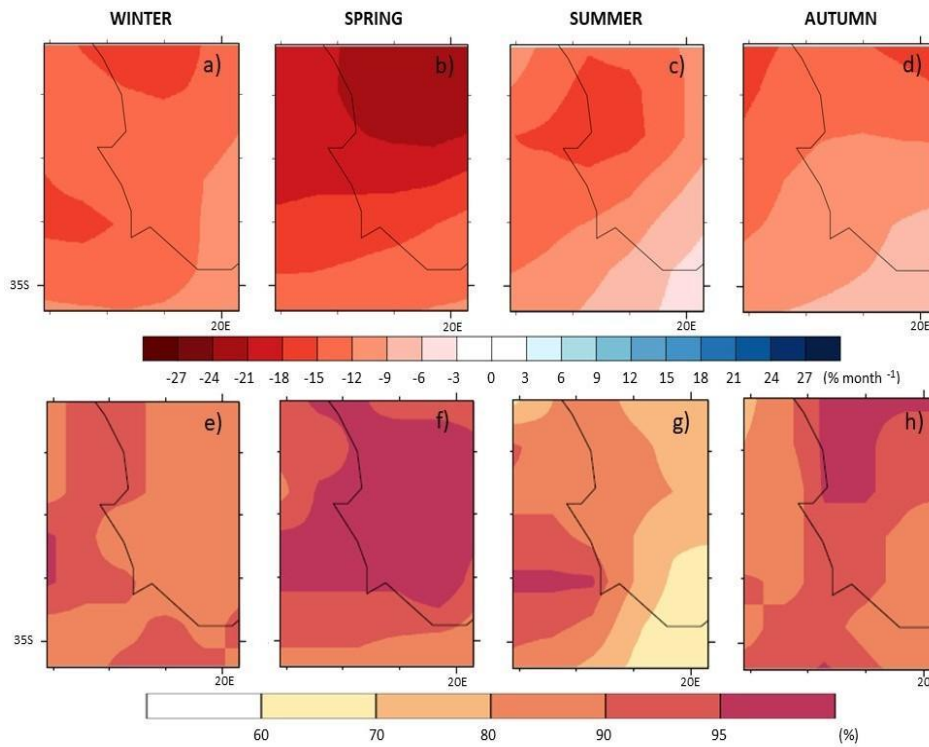 WINTER SPRING SUMMER AUTUMN
a) b) c) d)
35S
20E 20E 20E 20E
-27 -24 -21 -18 -15 -12 -9 -6 -3 0 3 6 9 12 15 18 21 24 27 (% month -1)
e) f) g) h)
35S
20E 20E 20E 20E
60 70 80 90 95 (%)